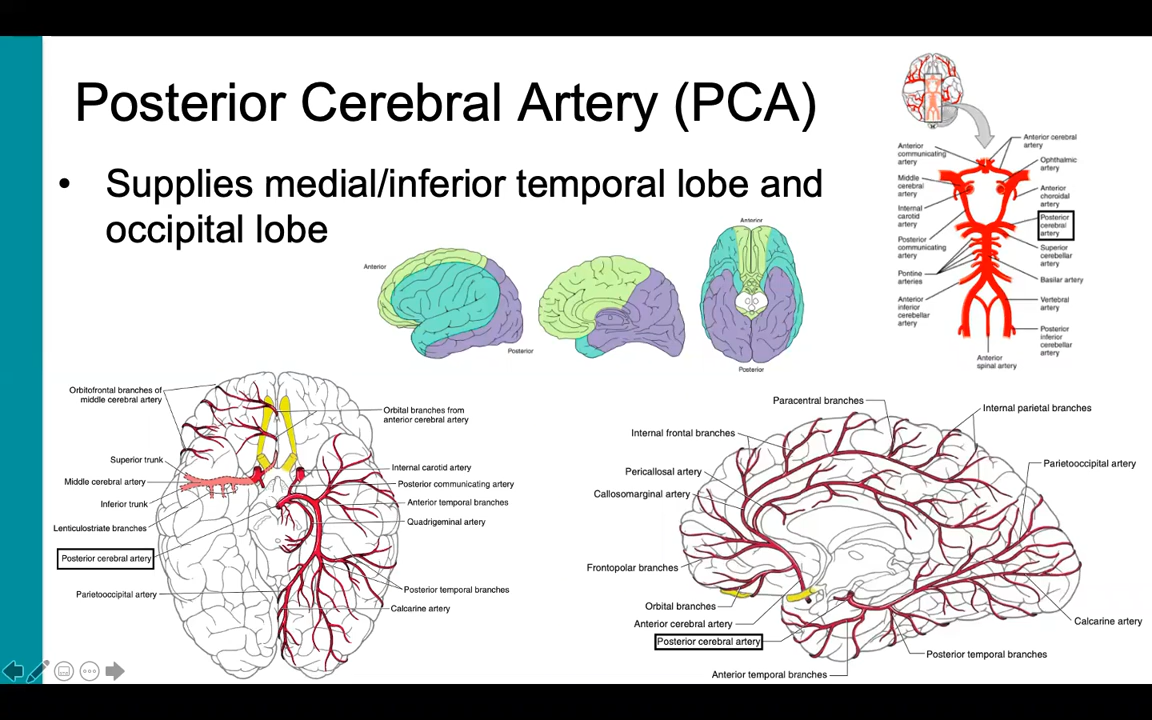 Posterior Cerebral Artery (PCA)
• Supplies medial/inferior temporal lobe and
occipital lobe
Anterior
Posterior
Anterior
Posterior
Anterior
communicating
artery
Middle
cerebral
artery
Internal
carotid
artery
Posterior
communicating
artery
Pontine
arteries
Anterior
inferior
cerebellar
artery
Anterior cerebral
artery
Ophthalmic
artery
Anterior
choroidal
artery
Posterior
cerebral
artery
Superior
cerebellar
artery
Basilar artery
Vertebral
artery
Posterior
inferior
cerebellar
artery
Anterior
spinal artery
Orbitofrontal branches of
middle cerebral artery
Superior trunk
Middle cerebral artery
Inferior trunk
Lenticulostriate branches
Posterior cerebral artery
Parietooccipital artery
Orbital branches from
anterior cerebral artery
Internal carotid artery
Posterior communicating artery
Anterior temporal branches
Quadrigeminal artery
Posterior temporal branches
Calcarine artery
Paracentral branches
Internal frontal branches
Pericallosal artery
Callosomarginal artery
Frontopolar branches
Orbital branches
Anterior cerebral artery
Posterior cerebral artery
Anterior temporal branches
Internal parietal branches
Parietooccipital artery
Calcarine artery
Posterior temporal branches